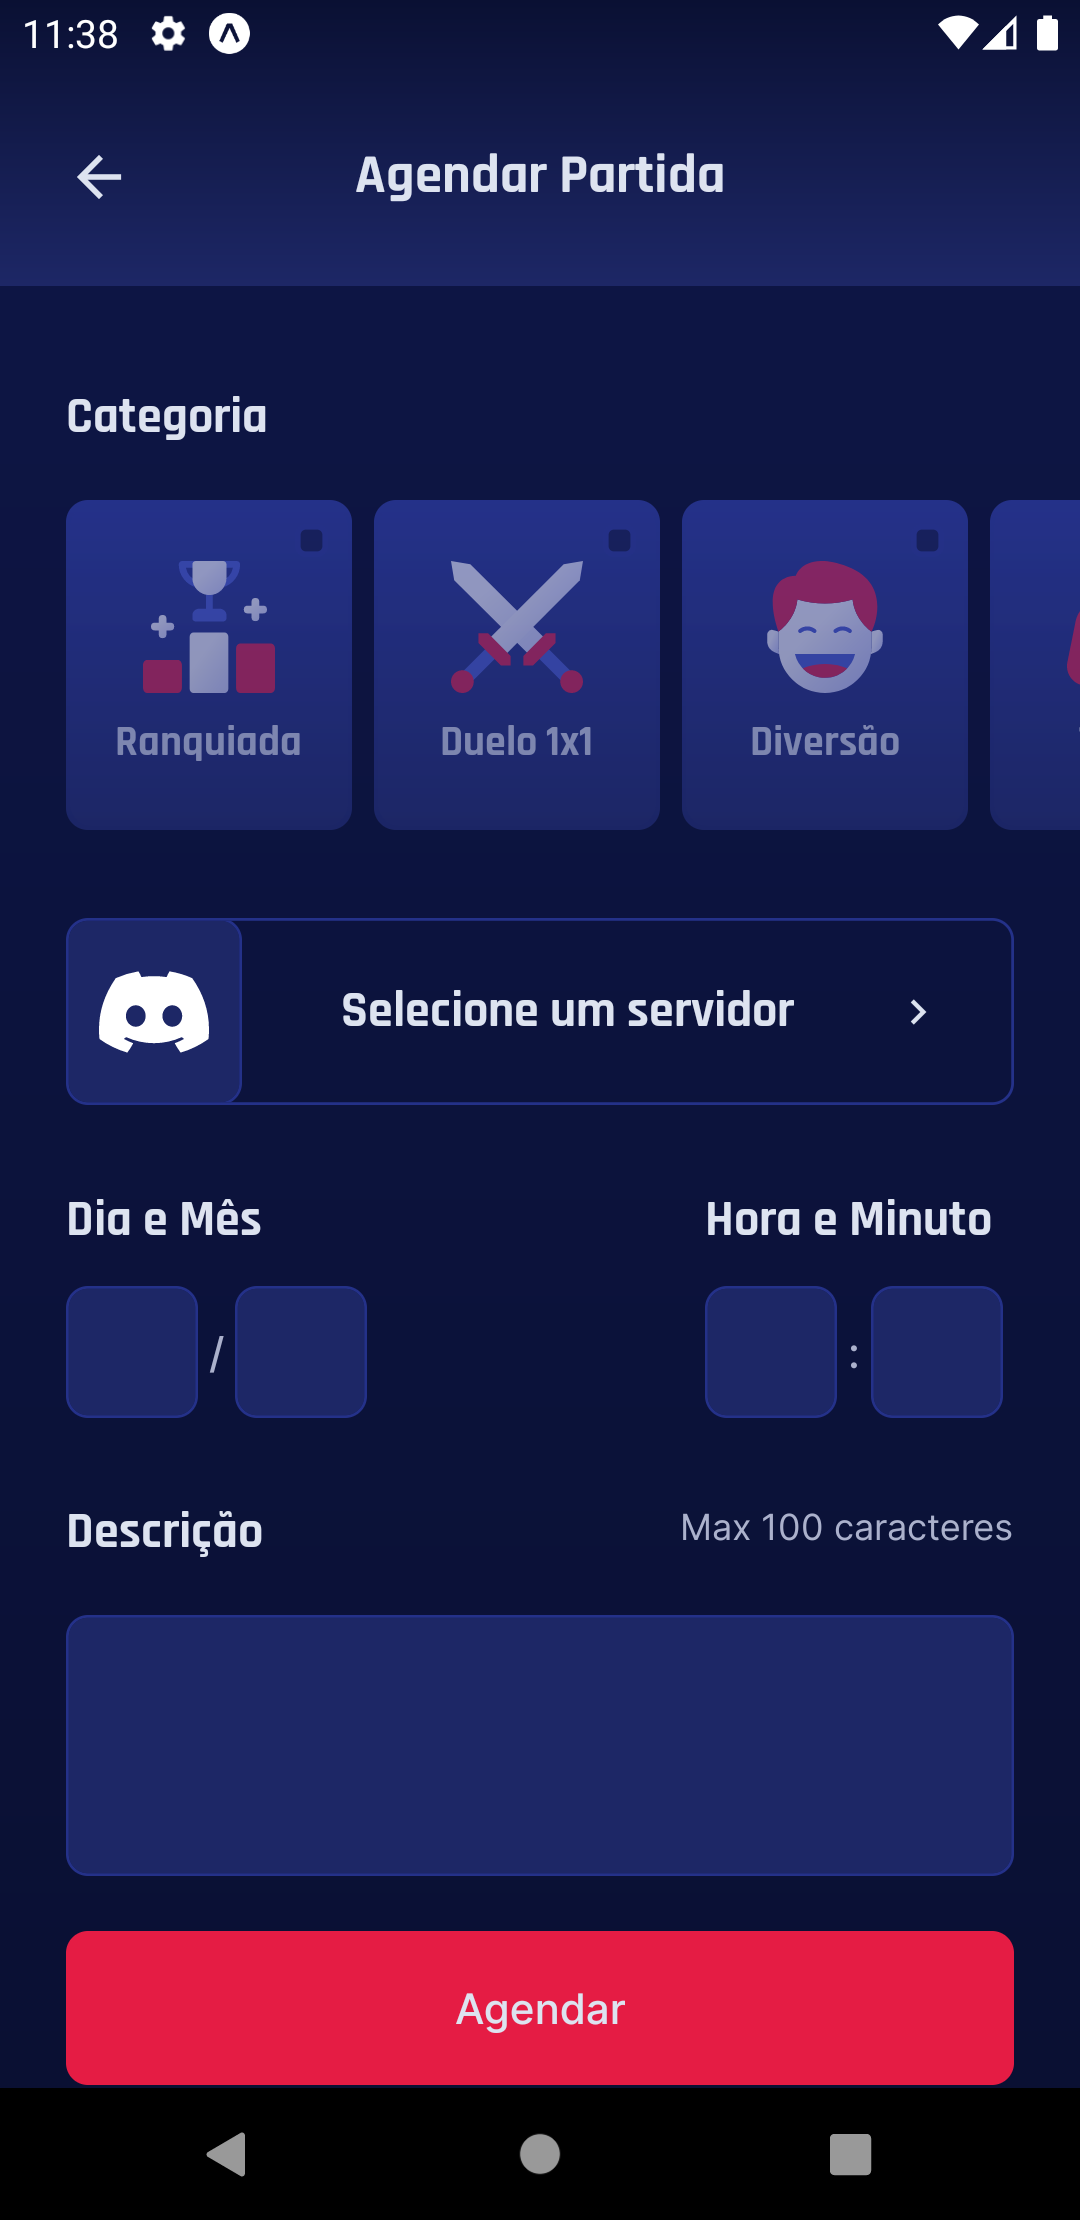 11:38
Agendar Partida
Categoria
Ranquiada
Duelo 1x1
Diversão
Selecione um servidor
Dia e Mês
Hora e Minuto
/
:
Descrição
Max 100 caracteres
Agendar